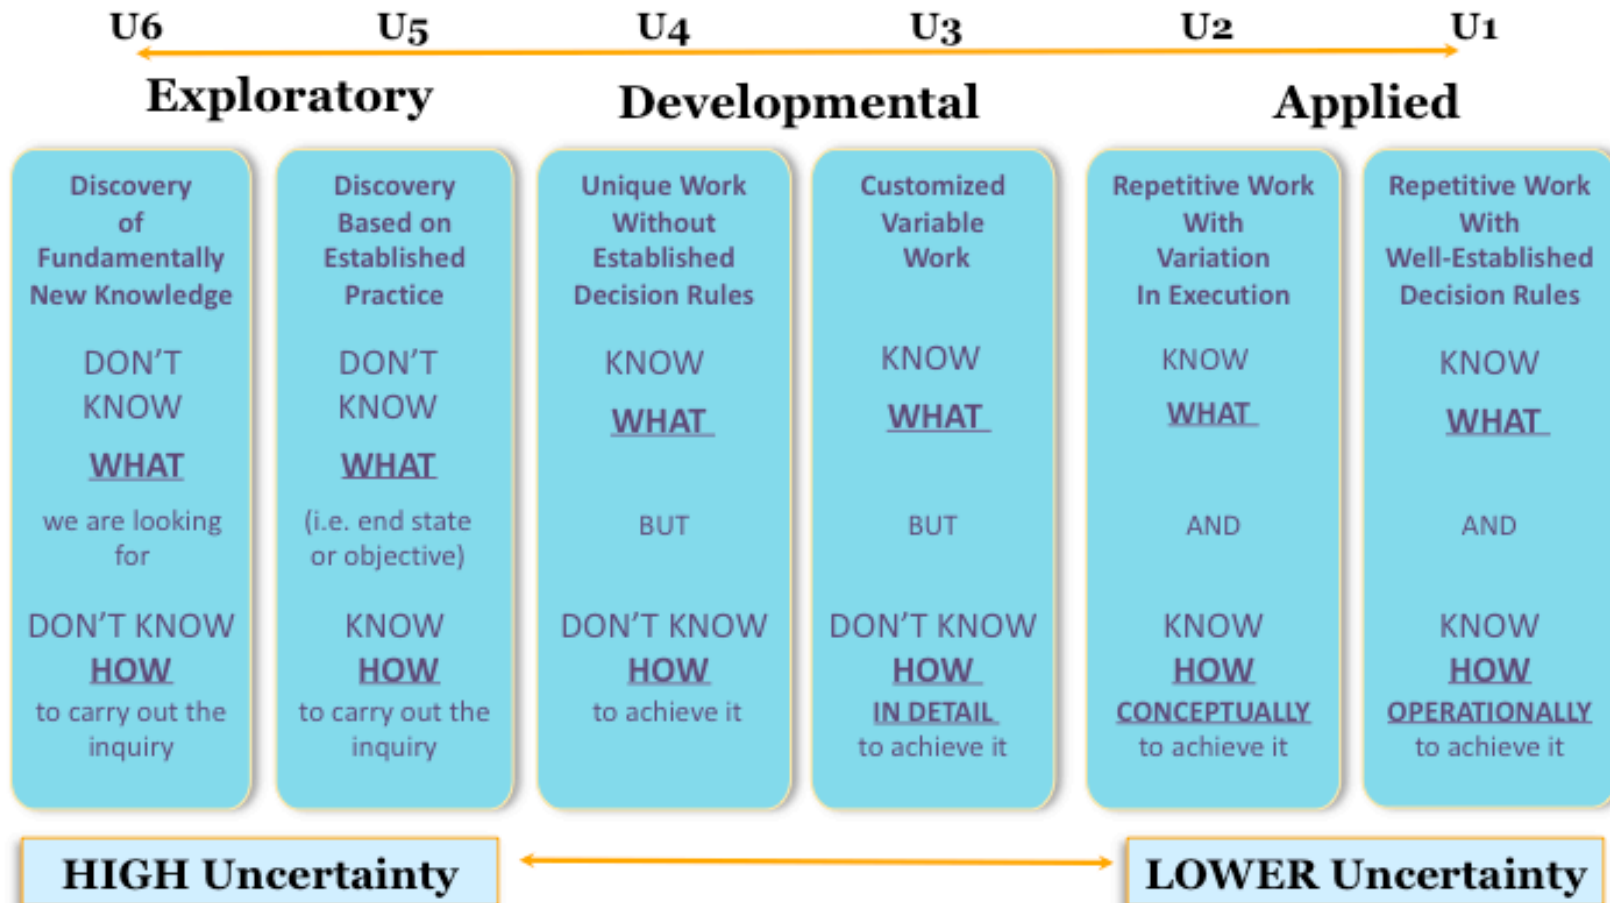 U6
U5
U4
U3
U2
U1
Exploratory
Developmental
Applied
Discovery
of
Fundamentally
New Knowledge
DON'T
KNOW
WHAT
we are looking
for
DON'T KNOW
HOW
to carry out the
inquiry
Discovery
Based on
Established
Practice
DON'T
KNOW
WHAT
(i.e. end state
or objective)
KNOW
HOW
to carry out the
inquiry
Unique Work
Without
Established
Decision Rules
KNOW
WHAT
BUT
DON'T KNOW
HOW
to achieve it
Customized
Variable
Work
KNOW
WHAT
BUT
DON'T KNOW
HOW
IN DETAIL
to achieve it
Repetitive Work
With
Variation
In Execution
KNOW
WHAT
AND
KNOW
HOW
CONCEPTUALLY
to achieve it
Repetitive Work
With
Well-Established
Decision Rules
KNOW
WHAT
AND
KNOW
HOW
OPERATIONALLY
to achieve it
HIGH Uncertainty
LOWER Uncertainty